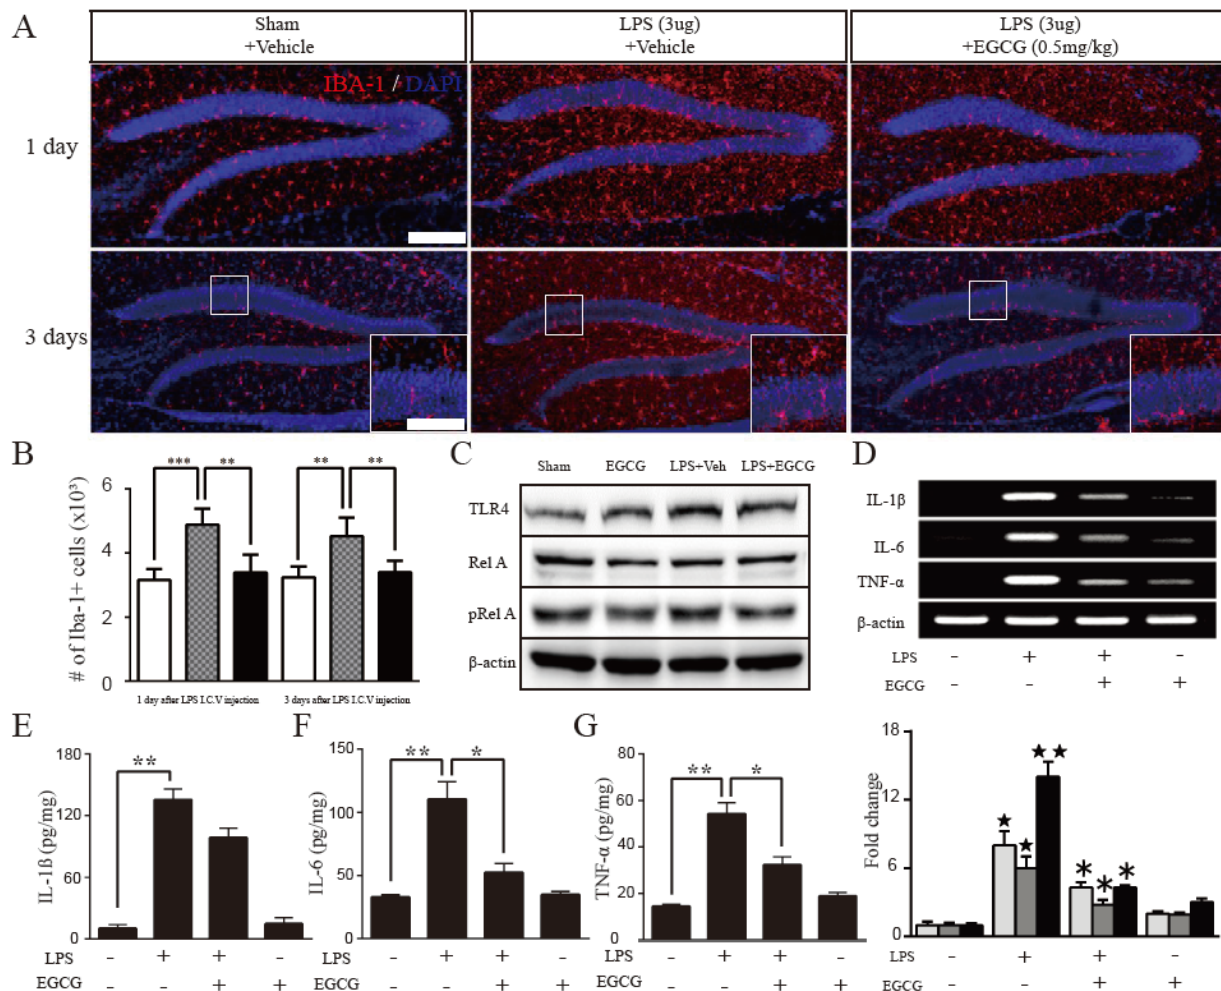 A
Sham
+Vehicle
LPS (3ug)
+Vehicle
LPS (3ug)
+EGCG (0.5mg/kg)
IBA-1 / DAPI
1 day
3 days
B
*** ** ** **
# of Iba-1+ cells (x10³)
6
4
2
0
1 day after LPS I.C.V injection
3 days after LPS I.C.V injection
C
Sham EGCG LPS+Veh LPS+EGCG
TLR4
Rel A
pRel A
β-actin
D
IL-1β
IL-6
TNF-α
β-actin
LPS - + + -
EGCG - - + +
E
IL-1ß (pg/mg)
180
120
60
0
**
LPS - + + -
EGCG - - + +
F
IL-6 (pg/mg)
150
100
50
0
** *
- + + -
- - + +
G
TNF-α (pg/mg)
80
60
40
20
0
** *
LPS - + + -
EGCG - - + +
Fold change
18
12
6
0
★ ★ ★★
* * *
LPS - + + -
EGCG - - + +